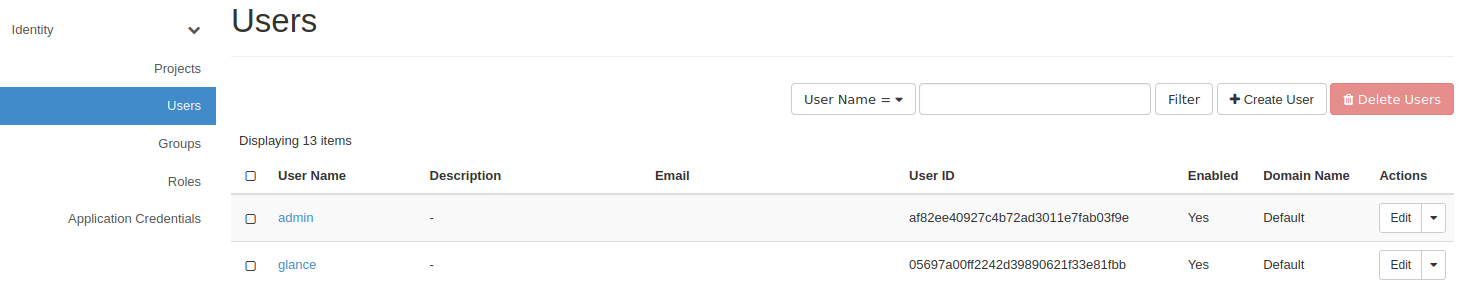 Users
Identity
Projects
Users
Groups
Roles
Application Credentials
User Name = Filter Create User Delete Users
Displaying 13 items
User Name Description Email User ID Enabled Domain Name Actions
admin - af82ee40927c4b72ad3011e7fab03f9e Yes Default Edit
glance - 05697a00ff2242d39890621f33e81fbb Yes Default Edit